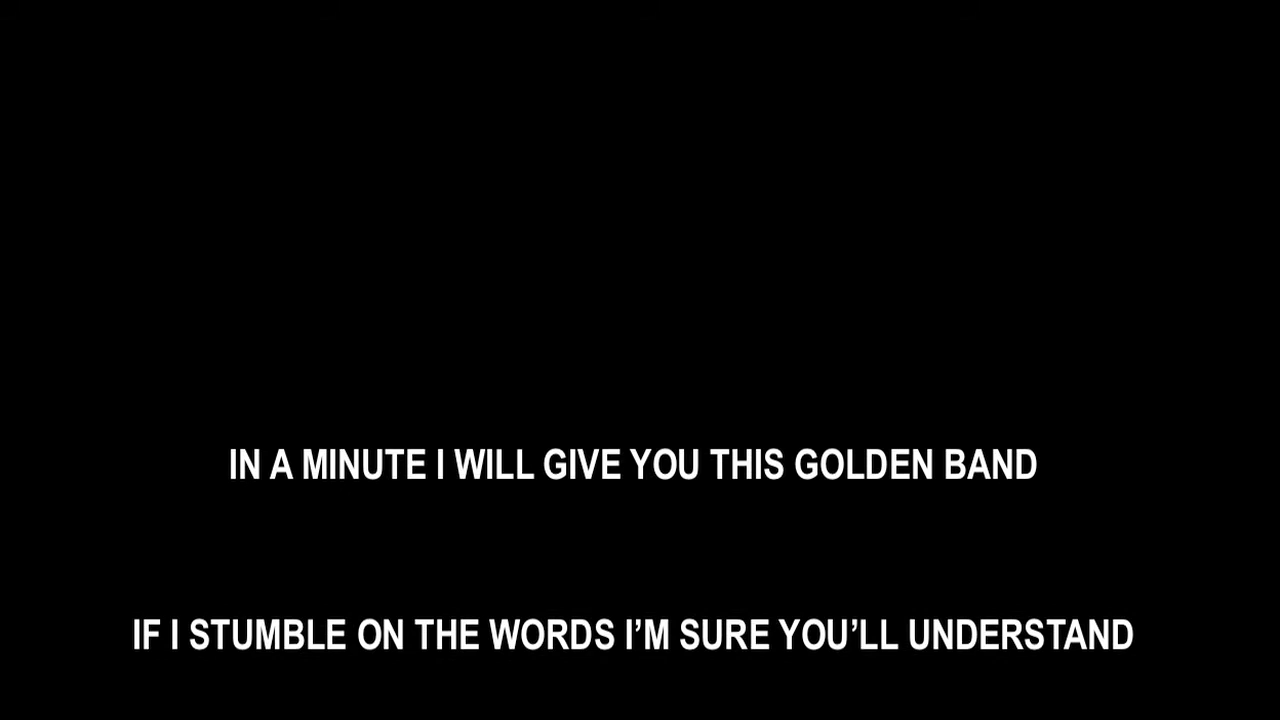 IN A MINUTE I WILL GIVE YOU THIS GOLDEN BAND
IF I STUMBLE ON THE WORDS I’M SURE YOU’LL UNDERSTAND